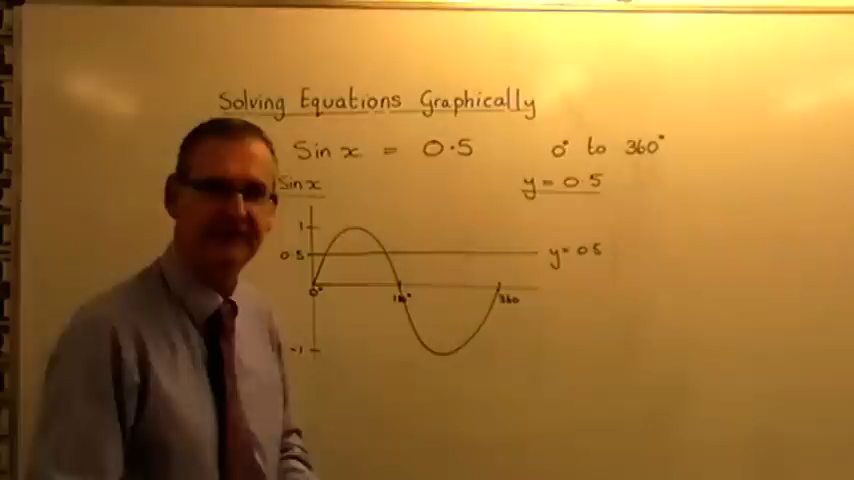 Solving Equations Graphically
Sin x = 0.5 0° to 360°
Sin x y = 0.5
1
0.5 y = 0.5
0° 180° 360
-1